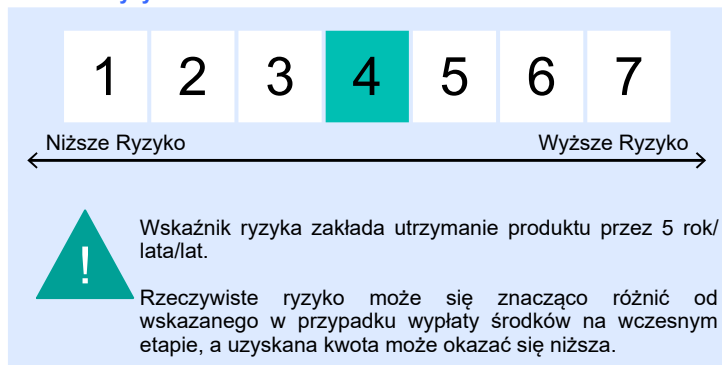 1 2 3 4 5 6 7
Niższe Ryzyko Wyższe Ryzyko
! Wskaźnik ryzyka zakłada utrzymanie produktu przez 5 rok/
lata/lat.
Rzeczywiste ryzyko może się znacząco różnić od
wskazanego w przypadku wypłaty środków na wczesnym
etapie, a uzyskana kwota może okazać się niższa.